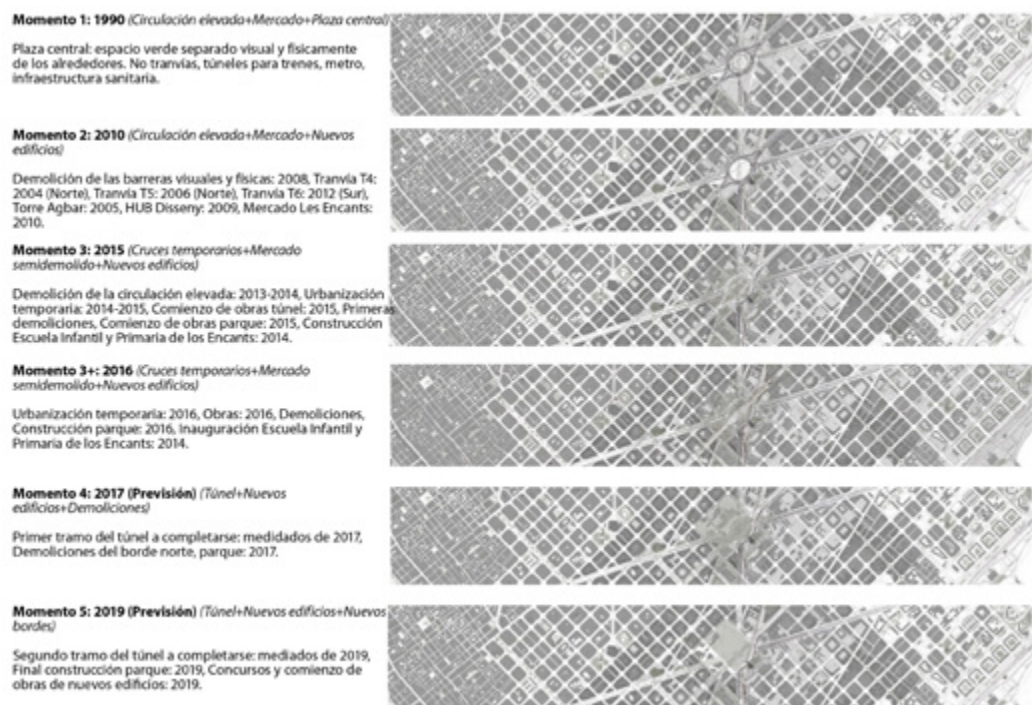 Momento 1: 1990 (Circulación elevada+Mercado+Plaza central)
Plaza central: espacio verde separado visual y físicamente
de los alrededores. No tranvías, túneles para trenes, metro,
infraestructura sanitaria.
Momento 2: 2010 (Circulación elevada+Mercado+Nuevos
edificios)
Demolición de las barreras visuales y físicas: 2008, Tranvía T4:
2004 (Norte), Tranvía T5: 2006 (Norte), Tranvía T6: 2012 (Sur),
Torre Agbar: 2005, HUB Disseny: 2009, Mercado Les Encants:
2010.
Momento 3: 2015 (Cruces temporarios+Mercado
semidemolido+Nuevos edificios)
Demolición de la circulación elevada: 2013-2014, Urbanización
temporaria: 2014-2015, Comienzo de obras túnel: 2015, Primeras
demoliciones, Comienzo de obras parque: 2015, Construcción
Escuela Infantil y Primaria de los Encants: 2014.
Momento 3+: 2016 (Cruces temporarios+Mercado
semidemolido+Nuevos edificios)
Urbanización temporaria: 2016, Obras: 2016, Demoliciones,
Construcción parque: 2016, Inauguración Escuela Infantil y
Primaria de los Encants: 2014.
Momento 4: 2017 (Previsión) (Túnel+Nuevos
edificios+Demoliciones)
Primer tramo del túnel a completarse: medidados de 2017,
Demoliciones del borde norte, parque: 2017.
Momento 5: 2019 (Previsión) (Túnel+Nuevos edificios+Nuevos
bordes)
Segundo tramo del túnel a completarse: mediados de 2019,
Final construcción parque: 2019, Concursos y comienzo de
obras de nuevos edificios: 2019.